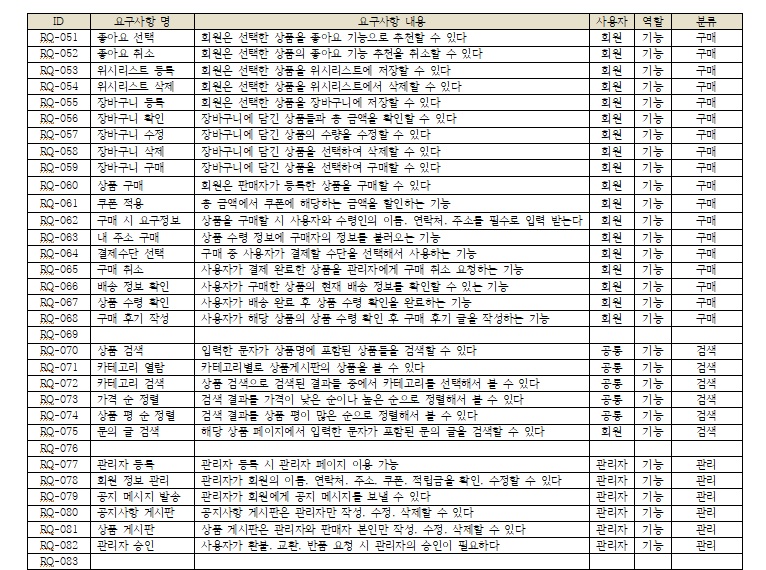 ID 요구사항 명 요구사항 내용 사용자 역할 분류
RQ-051 좋아요 선택 회원은 선택한 상품을 좋아요 기능으로 추천할 수 있다 회원 기능 구매
RQ-052 좋아요 취소 회원은 선택한 상품의 좋아요 기능 추천을 취소할 수 있다 회원 기능 구매
RQ-053 위시리스트 등록 회원은 선택한 상품을 위시리스트에 저장할 수 있다 회원 기능 구매
RQ-054 위시리스트 삭제 회원은 선택한 상품을 위시리스트에서 삭제할 수 있다 회원 기능 구매
RQ-055 장바구니 등록 회원은 선택한 상품을 장바구니에 저장할 수 있다 회원 기능 구매
RQ-056 장바구니 확인 장바구니에 담긴 상품들과 총 금액을 확인할 수 있다 회원 기능 구매
RQ-057 장바구니 수정 장바구니에 담긴 상품의 수량을 수정할 수 있다 회원 기능 구매
RQ-058 장바구니 삭제 장바구니에 담긴 상품을 선택하여 삭제할 수 있다 회원 기능 구매
RQ-059 장바구니 구매 장바구니에 담긴 상품을 선택하여 구매할 수 있다 회원 기능 구매
RQ-060 상품 구매 회원은 판매자가 등록한 상품을 구매할 수 있다 회원 기능 구매
RQ-061 쿠폰 적용 총 금액에서 쿠폰에 해당하는 금액을 할인하는 기능 회원 기능 구매
RQ-062 구매 시 요구정보 상품을 구매할 시 사용자와 수령인의 이름, 연락처, 주소를 필수로 입력 받는다 회원 기능 구매
RQ-063 내 주소 구매 상품 수령 정보에 구매자의 정보를 불러오는 기능 회원 기능 구매
RQ-064 결제수단 선택 구매 중 사용자가 결제할 수단을 선택해서 사용하는 기능 회원 기능 구매
RQ-065 구매 취소 사용자가 결제 완료한 상품을 관리자에게 구매 취소 요청하는 기능 회원 기능 구매
RQ-066 배송 정보 확인 사용자가 구매한 상품의 현재 배송 정보를 확인할 수 있는 기능 회원 기능 구매
RQ-067 상품 수령 확인 사용자가 배송 완료 후 상품 수령 확인을 완료하는 기능 회원 기능 구매
RQ-068 구매 후기 작성 사용자가 해당 상품의 상품 수령 확인 후 구매 후기 글을 작성하는 기능 회원 기능 구매
RQ-069
RQ-070 상품 검색 입력한 문자가 상품명에 포함된 상품들을 검색할 수 있다 공통 기능 검색
RQ-071 카테고리 열람 카테고리별로 상품게시판의 상품을 볼 수 있다 공통 기능 검색
RQ-072 카테고리 검색 상품 검색으로 검색된 결과들 중에서 카테고리를 선택해서 볼 수 있다 공통 기능 검색
RQ-073 가격 순 정렬 검색 결과를 가격이 낮은 순이나 높은 순으로 정렬해서 볼 수 있다 공통 기능 검색
RQ-074 상품 평 순 정렬 검색 결과를 상품 평이 많은 순으로 정렬해서 볼 수 있다 공통 기능 검색
RQ-075 문의 글 검색 해당 상품 페이지에서 입력한 문자가 포함된 문의 글을 검색할 수 있다 회원 기능 검색
RQ-076
RQ-077 관리자 등록 관리자 등록 시 관리자 페이지 이용 가능 관리자 기능 관리
RQ-078 회원 정보 관리 관리자가 회원의 이름, 연락처, 주소, 쿠폰, 적립금을 확인, 수정할 수 있다 관리자 기능 관리
RQ-079 공지 메시지 발송 관리자가 회원에게 공지 메시지를 보낼 수 있다 관리자 기능 관리
RQ-080 공지사항 게시판 공지사항 게시판은 관리자만 작성, 수정, 삭제할 수 있다 관리자 기능 관리
RQ-081 상품 게시판 상품 게시판은 관리자와 판매자 본인만 작성, 수정, 삭제할 수 있다 관리자 기능 관리
RQ-082 관리자 승인 사용자가 환불, 교환, 반품 요청 시 관리자의 승인이 필요하다 관리자 기능 관리
RQ-083